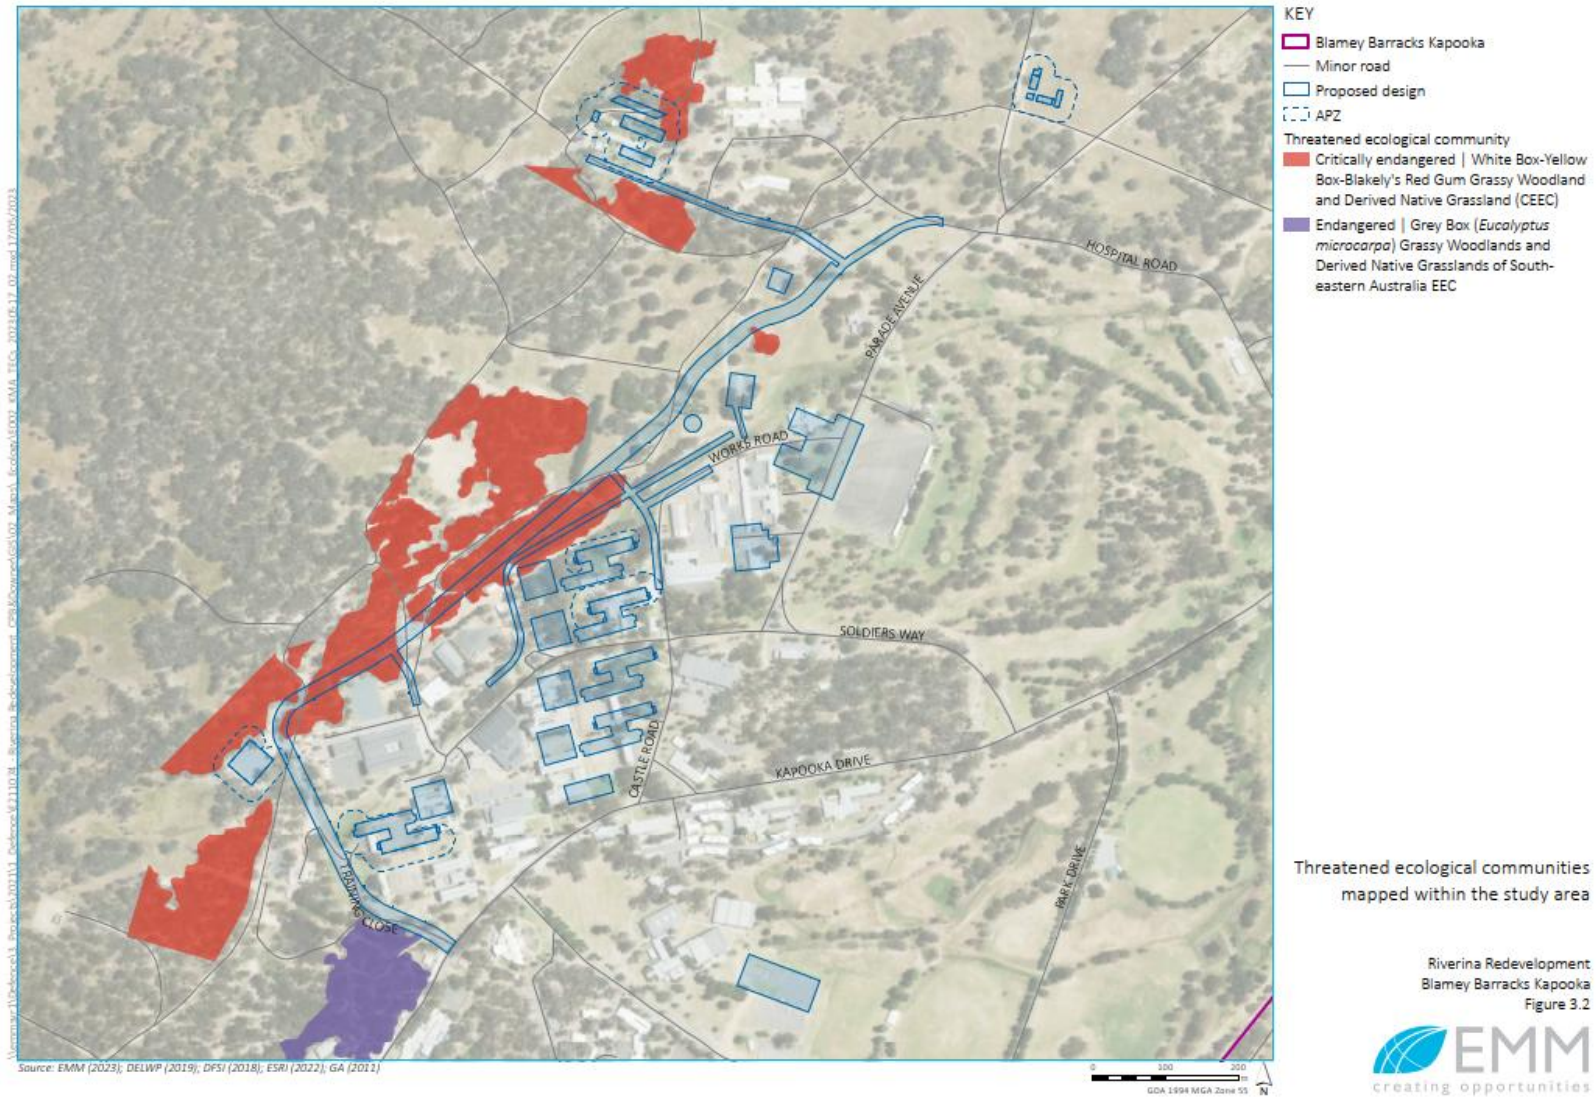 KEY
Blamey Barracks Kapooka
Minor road
Proposed design
APZ
Threatened ecological community
Critically endangered | White Box-Yellow
Box-Blakely's Red Gum Grassy Woodland
and Derived Native Grassland (CEEC)
Endangered | Grey Box (Eucalyptus
microcarpa) Grassy Woodlands and
Derived Native Grasslands of South-
eastern Australia EEC
HOSPITAL ROAD
PARADE AVENUE
WORKS ROAD
SOLDIERS WAY
CASTLE ROAD
KAPOOKA DRIVE
PARK DRIVE
TRAINING CLOSE
Threatened ecological communities
mapped within the study area
Riverina Redevelopment
Blamey Barracks Kapooka
Figure 3.2
EMM
creating opportunities
Source: EMM (2023); DELWP (2019); DFSI (2018); ESRI (2022); GA (2011)
0 100 200
m
GDA 1994 MGA Zone 55
N